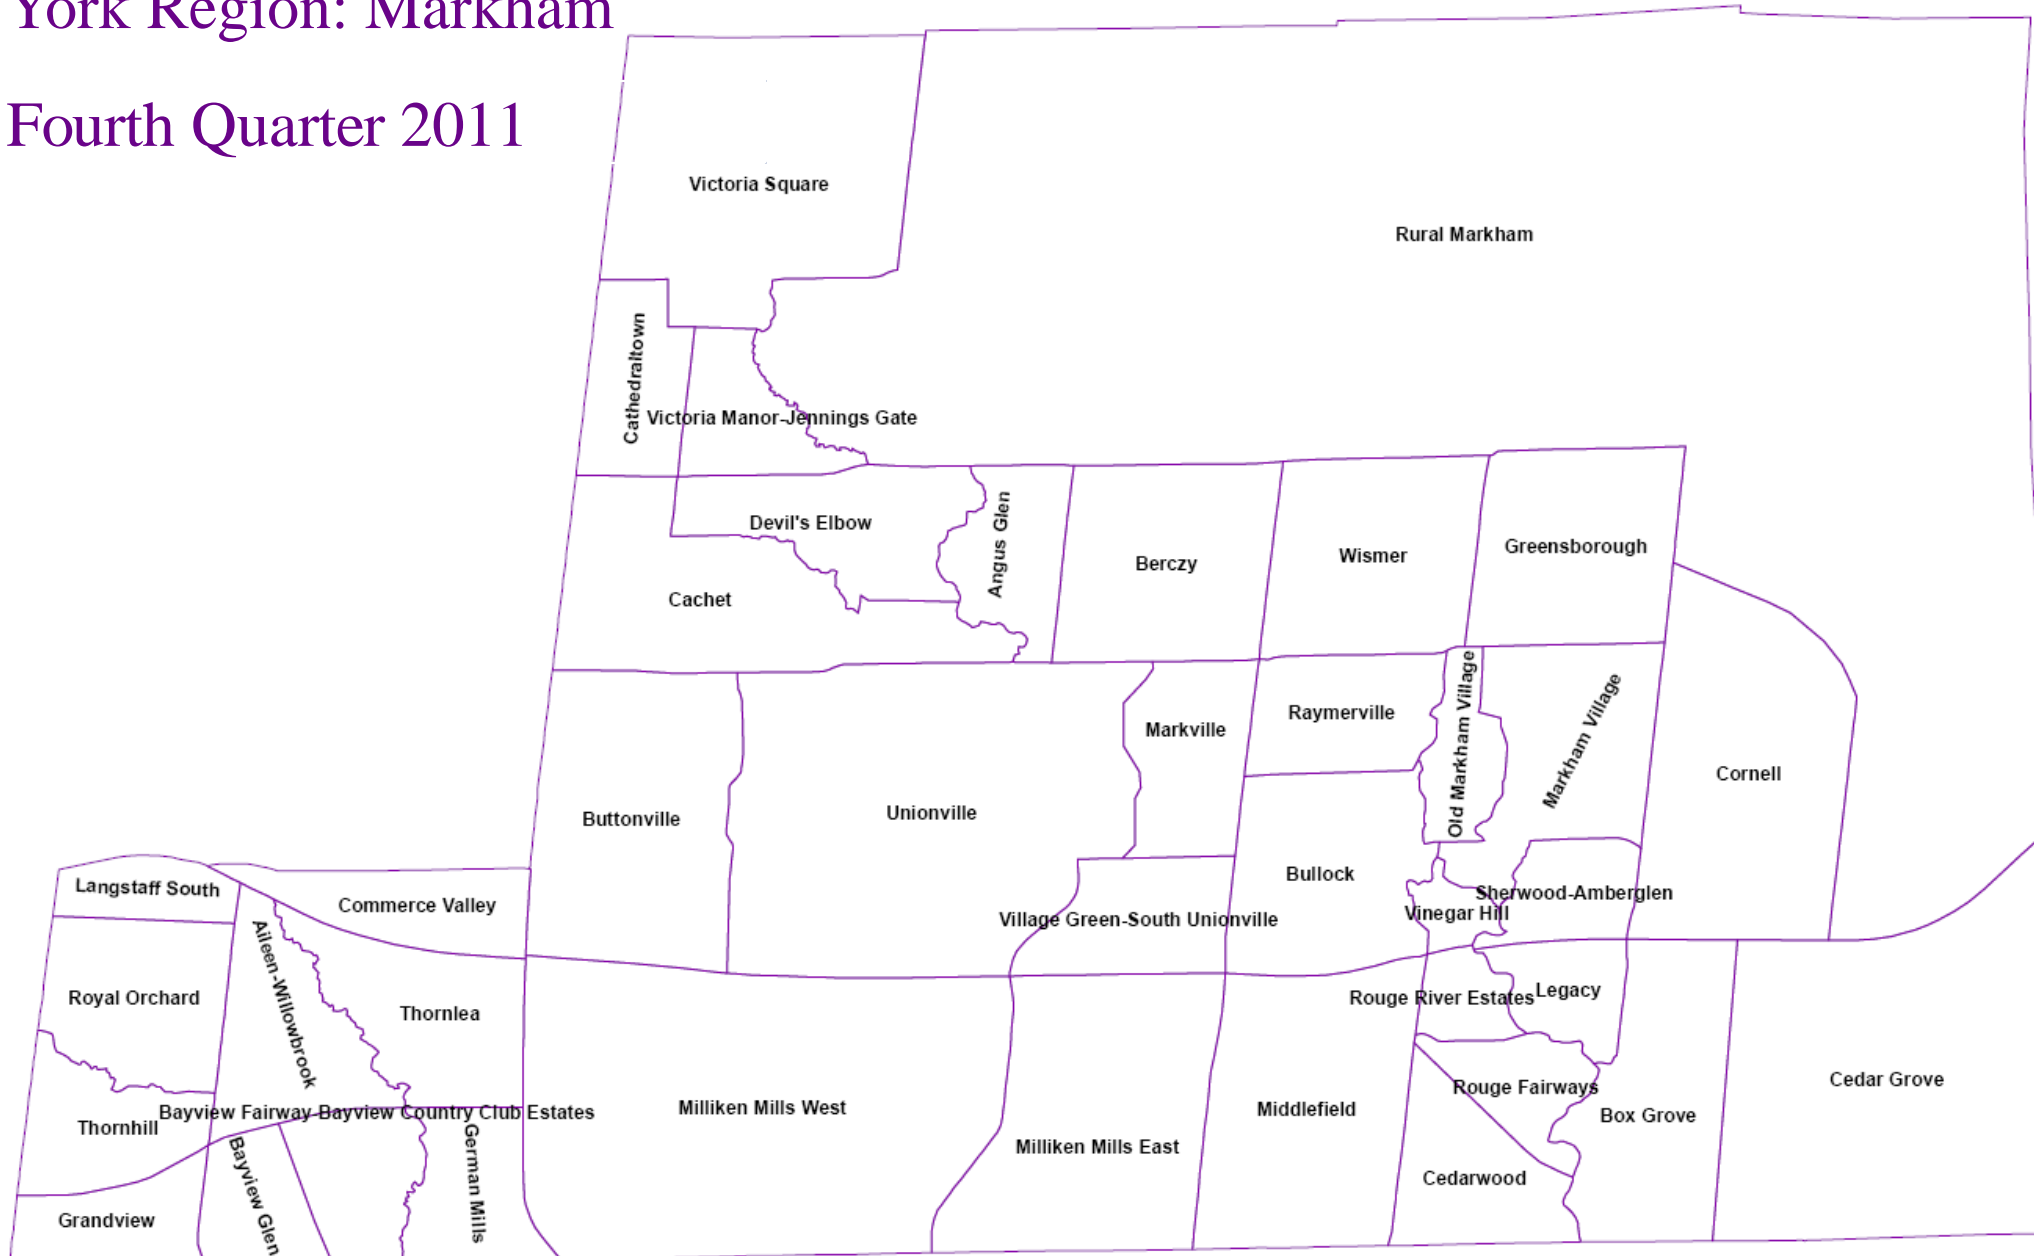 York Region: Markham
Fourth Quarter 2011
Victoria Square
Rural Markham
Cathedraltown
Victoria Manor-Jennings Gate
Devil's Elbow
Angus Glen
Berczy
Wismer
Greensborough
Cachet
Old Markham Village
Markham Village
Raymerville
Markville
Cornell
Buttonville
Unionville
Bullock
Langstaff South
Commerce Valley
Sherwood-Amberglen
Vinegar Hill
Village Green-South Unionville
Aileen-Willowbrook
Royal Orchard
Thornlea
Rouge River Estates
Legacy
Cedar Grove
Rouge Fairways
Milliken Mills West
Middlefield
Bayview Fairway-Bayview Country Club Estates
Box Grove
Thornhill
Milliken Mills East
German Mills
Bayview Glen
Cedarwood
Grandview